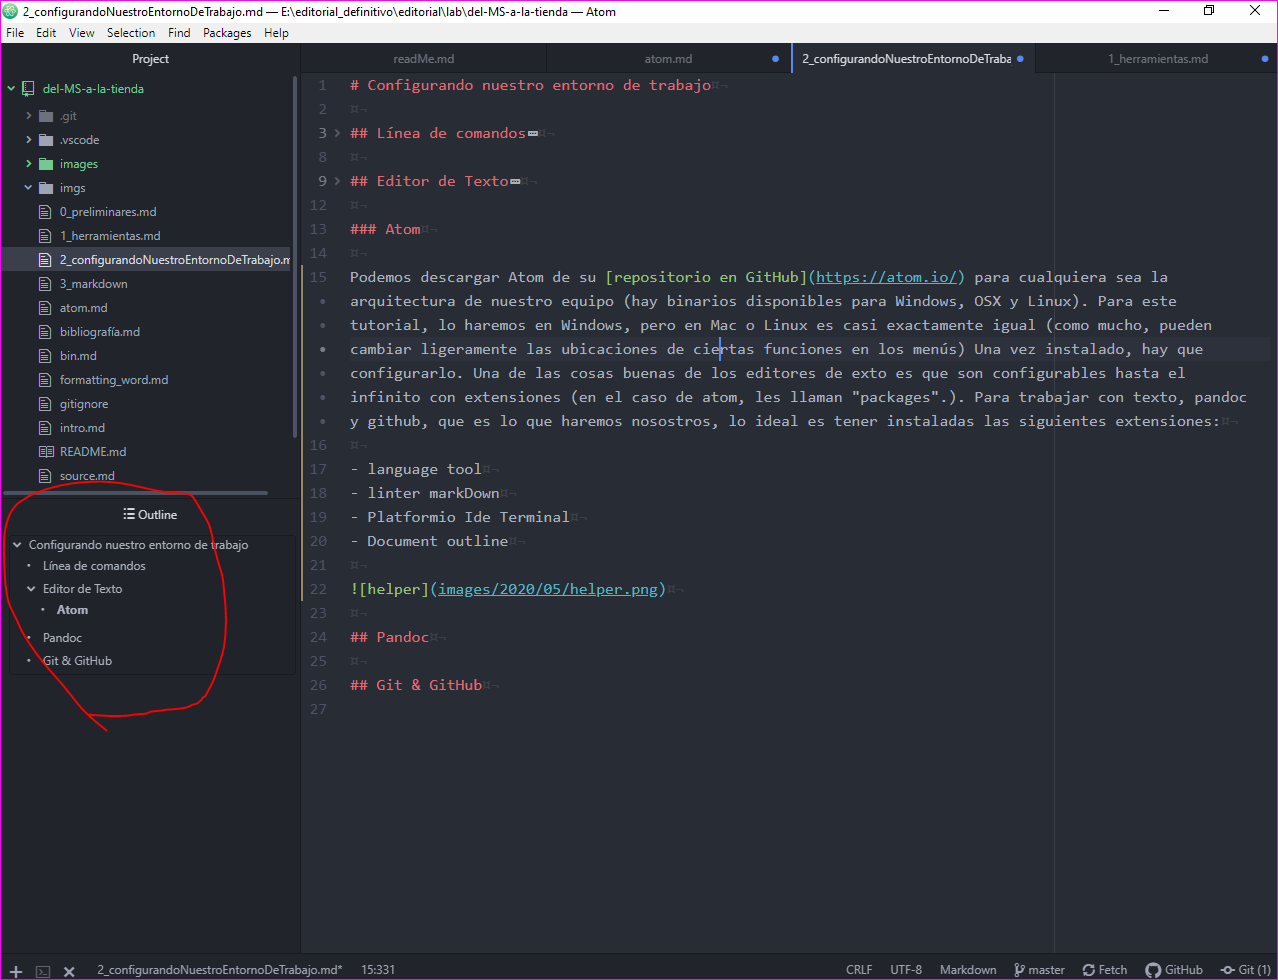 2_configurandoNuestroEntornoDeTrabajo.md — E:\editorial_definitivo\editorial\lab\del-MS-a-la-tienda — Atom
File Edit View Selection Find Packages Help
Project
del-MS-a-la-tienda
.git
.vscode
images
imgs
0_preliminares.md
1_herramientas.md
2_configurandoNuestroEntornoDeTrabajo.m
3_markdown
atom.md
bibliografía.md
bin.md
formatting_word.md
gitignore
intro.md
README.md
source.md
Outline
Configurando nuestro entorno de trabajo
Línea de comandos
Editor de Texto
Atom
Pandoc
Git & GitHub
readMe.md atom.md 2_configurandoNuestroEntornoDeTraba 1_herramientas.md
1 # Configurando nuestro entorno de trabajo¤¬
2 ¤¬
3 ## Línea de comandos…¤¬
8 ¤¬
9 ## Editor de Texto…¤¬
12 ¤¬
13 ### Atom¤¬
14 ¤¬
15 Podemos descargar Atom de su [repositorio en GitHub](https://atom.io/) para cualquiera sea la
• arquitectura de nuestro equipo (hay binarios disponibles para Windows, OSX y Linux). Para este
• tutorial, lo haremos en Windows, pero en Mac o Linux es casi exactamente igual (como mucho, pueden
• cambiar ligeramente las ubicaciones de ciertas funciones en los menús) Una vez instalado, hay que
• configurarlo. Una de las cosas buenas de los editores de exto es que son configurables hasta el
• infinito con extensiones (en el caso de atom, les llaman "packages".). Para trabajar con texto, pandoc
• y github, que es lo que haremos nosostros, lo ideal es tener instaladas las siguientes extensiones:¤¬
16 ¤¬
17 - language tool¤¬
18 - linter markDown¤¬
19 - Platformio Ide Terminal¤¬
20 - Document outline¤¬
21 ¤¬
22 ![helper](images/2020/05/helper.png)¤¬
23 ¤¬
24 ## Pandoc¤¬
25 ¤¬
26 ## Git & GitHub¤¬
27
2_configurandoNuestroEntornoDeTrabajo.md* 15:331 CRLF UTF-8 Markdown master Fetch GitHub Git (1)